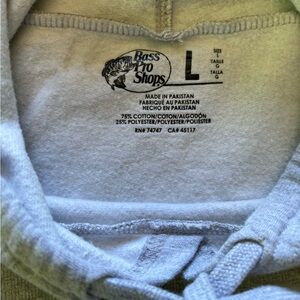 Bass
Pro
Shops
L
SIZE
L
TAILLE
G
TALLA
G
MADE IN PAKISTAN
FABRIQUÉ AU PAKISTAN
HECHO EN PAKISTAN
75% COTTON/COTON/ALGODÓN
25% POLYESTER/POLYESTER/POLIESTER
RN# 74747 CA# 45117